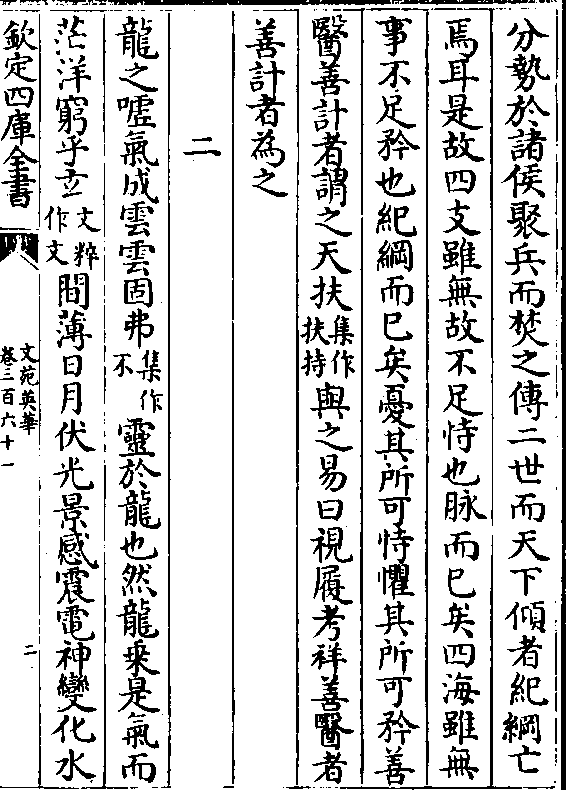 分勢於諸侯聚兵而焚之傳二世而天下傾者紀綱亡
焉耳是故四支雖無故不足恃也脉而已矣四海雖無
事不足矜也紀綱而已矣憂其所可恃懼其所可矜善
醫善計者謂之天扶集作扶持與之易曰視履考祥善醫者
善計者為之
二
龍之噓氣成雲雲固弗集作不靈於龍也然龍乗是氣而
茫洋窮乎玄文粹作文間薄日月伏光景感震電神變化水
欽定四庫全書
文苑英華
卷三百六十一
二